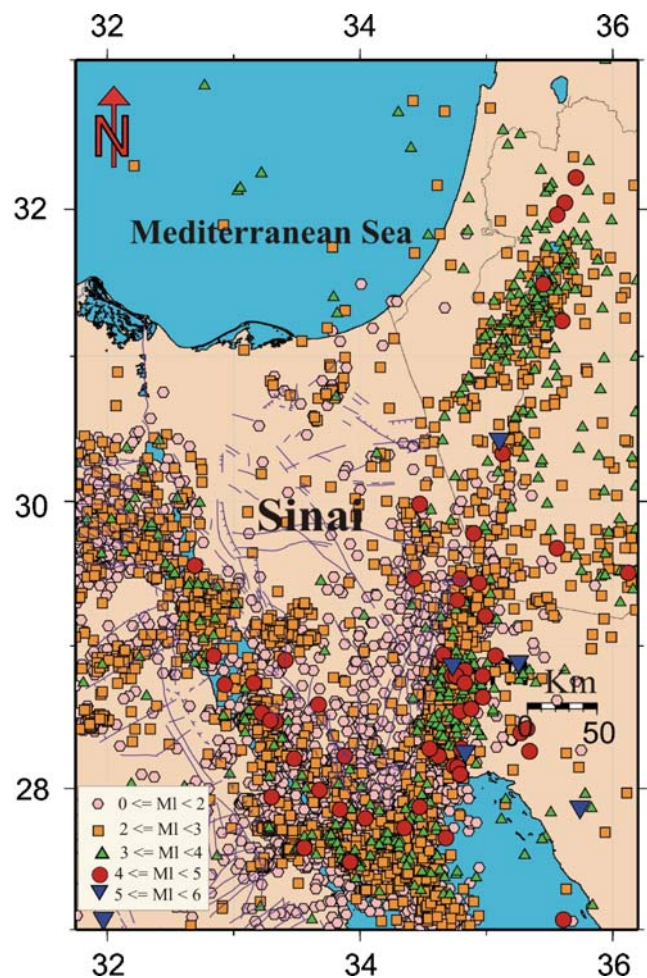 32 34 36
N
32
Mediterranean Sea
30
Sinai
Km
0 50
28
0 <= Ml < 2
2 <= Ml <3
3 <= Ml <4
4 <= Ml <5
5 <= Ml <6
32 34 36